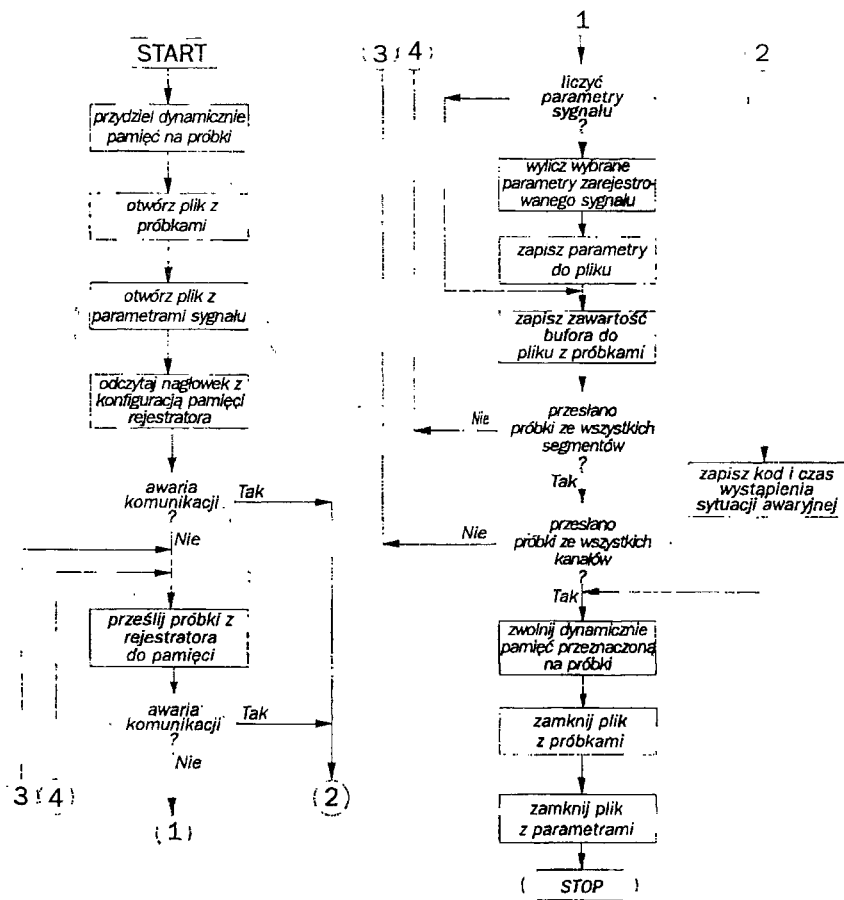 START
przydziel dynamicznie
pamięć na próbki
otwórz plik z
próbkami
otwórz plik z
parametrami sygnału
odczytaj nagłowek z
konfiguracją pamięci
rejestratora
awaria
komunikacji
?
Tak
Nie
prześlij próbki z
rejestratora
do pamięci
awaria
komunikacji
?
Tak
Nie
3 (4)
(2)
(1)
(3) (4)
1
2
liczyć
parametry
sygnału
?
wylicz wybrane
parametry zarejestro-
wanego sygnału
zapisz parametry
do pliku
zapisz zawartość
bufora do
pliku z próbkami
przesłano
próbki ze wszystkich
segmentów
?
Nie
Tak
zapisz kod i czas
wystąpienia
sytuacji awaryjnej
przesłano
próbki ze wszystkich
kanałów
?
Nie
Tak
zwolnij dynamicznie
pamięć przeznaczoną
na próbki
zamknij plik
z próbkami
zamknij plik
z parametrami
( STOP )